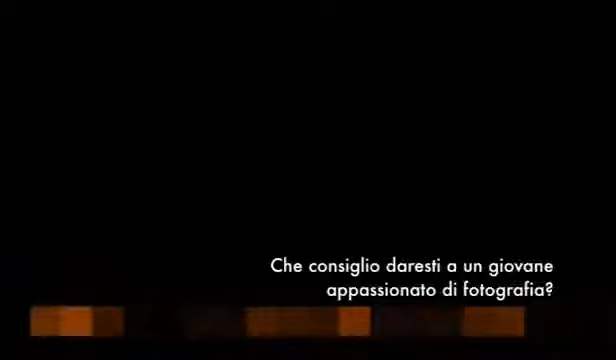 Che consiglio daresti a un giovane
appassionato di fotografia?